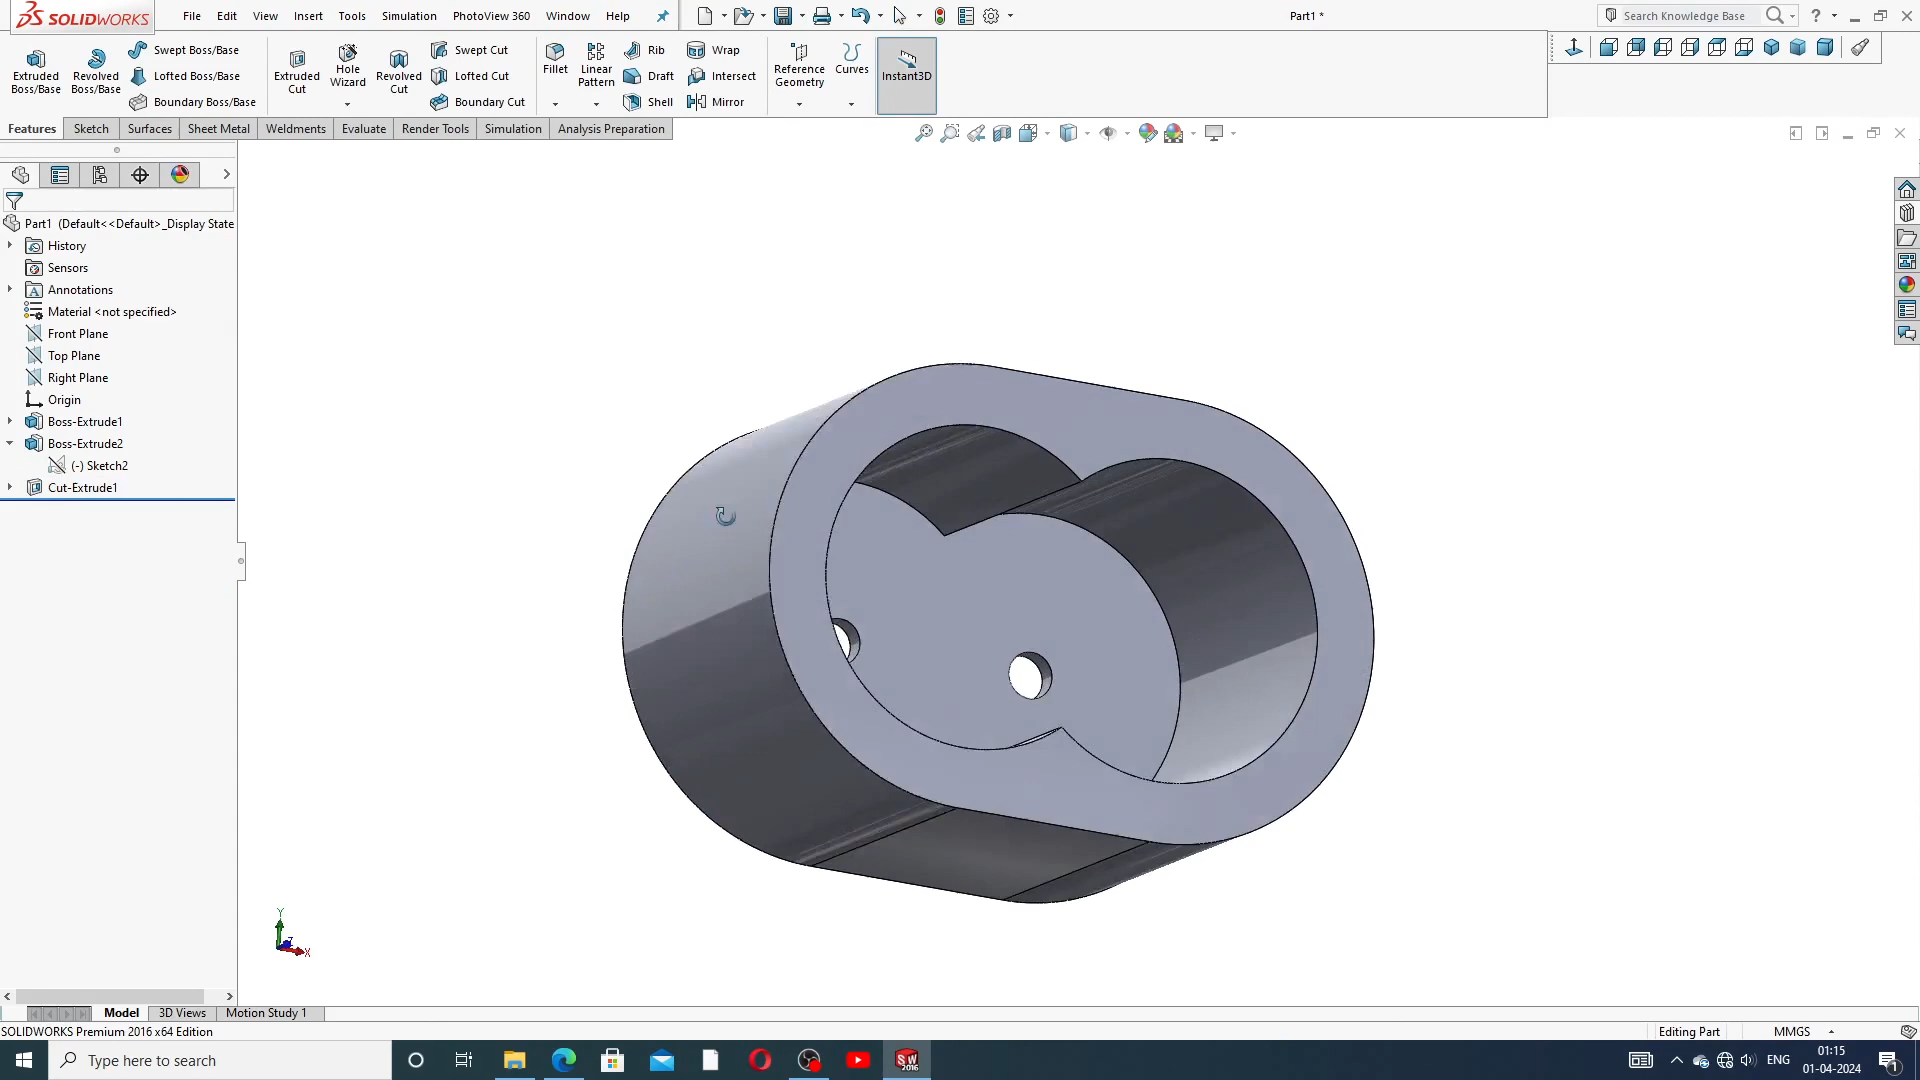 SOLIDWORKS
File Edit View Insert Tools Simulation PhotoView 360 Window Help
Part1 *
Search Knowledge Base
Extruded Boss/Base
Revolved Boss/Base
Swept Boss/Base
Lofted Boss/Base
Boundary Boss/Base
Extruded Cut
Hole Wizard
Revolved Cut
Swept Cut
Lofted Cut
Boundary Cut
Fillet
Linear Pattern
Rib
Draft
Shell
Wrap
Intersect
Mirror
Reference Geometry
Curves
Instant3D
Features Sketch Surfaces Sheet Metal Weldments Evaluate Render Tools Simulation Analysis Preparation
Part1 (Default<<Default>_Display State
History
Sensors
Annotations
Material <not specified>
Front Plane
Top Plane
Right Plane
Origin
Boss-Extrude1
Boss-Extrude2
(-) Sketch2
Cut-Extrude1
Y
Z
X
Model 3D Views Motion Study 1
SOLIDWORKS Premium 2016 x64 Edition
Editing Part
MMGS
Type here to search
SW
2016
ENG
01:15
01-04-2024
1